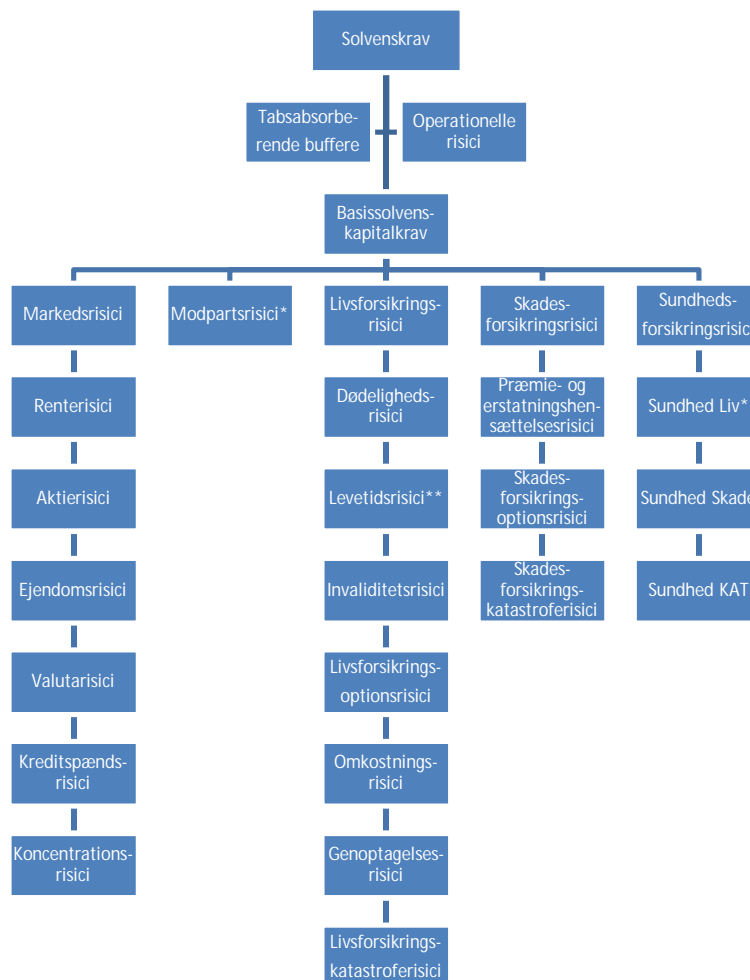 Solvenskrav
Tabsabsorbe-
rende buffere
Operationelle
risici
Basissolvens-
kapitalkrav
Markedsrisici
Renterisici
Aktierisici
Ejendomsrisici
Valutarisici
Kreditspænds-
risici
Koncentrations-
risici
Modpartsrisici*
Livsforsikrings-
risici
Dødeligheds-
risici
Levetidsrisici**
Invaliditetsrisici
Livsforsikrings-
optionsrisici
Omkostnings-
risici
Genoptagelses-
risici
Livsforsikrings-
katastroferisici
Skades-
forsikringsrisici
Præmie- og
erstatningshen-
sættelsesrisici
Skades-
forsikrings-
optionsrisici
Skades-
forsikrings-
katastroferisici
Sundheds-
forsikringsrisic
Sundhed Liv*
Sundhed Skade
Sundhed KAT